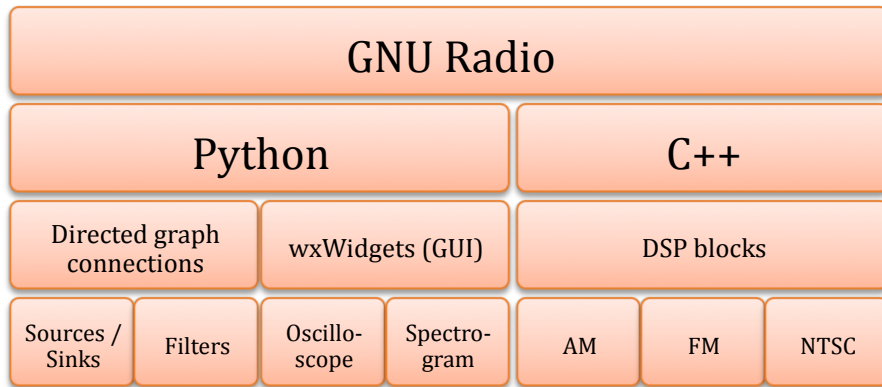 GNU Radio
Python
C++
Directed graph
connections
wxWidgets (GUI)
DSP blocks
Sources /
Sinks
Filters
Oscillo-
scope
Spectro-
gram
AM
FM
NTSC